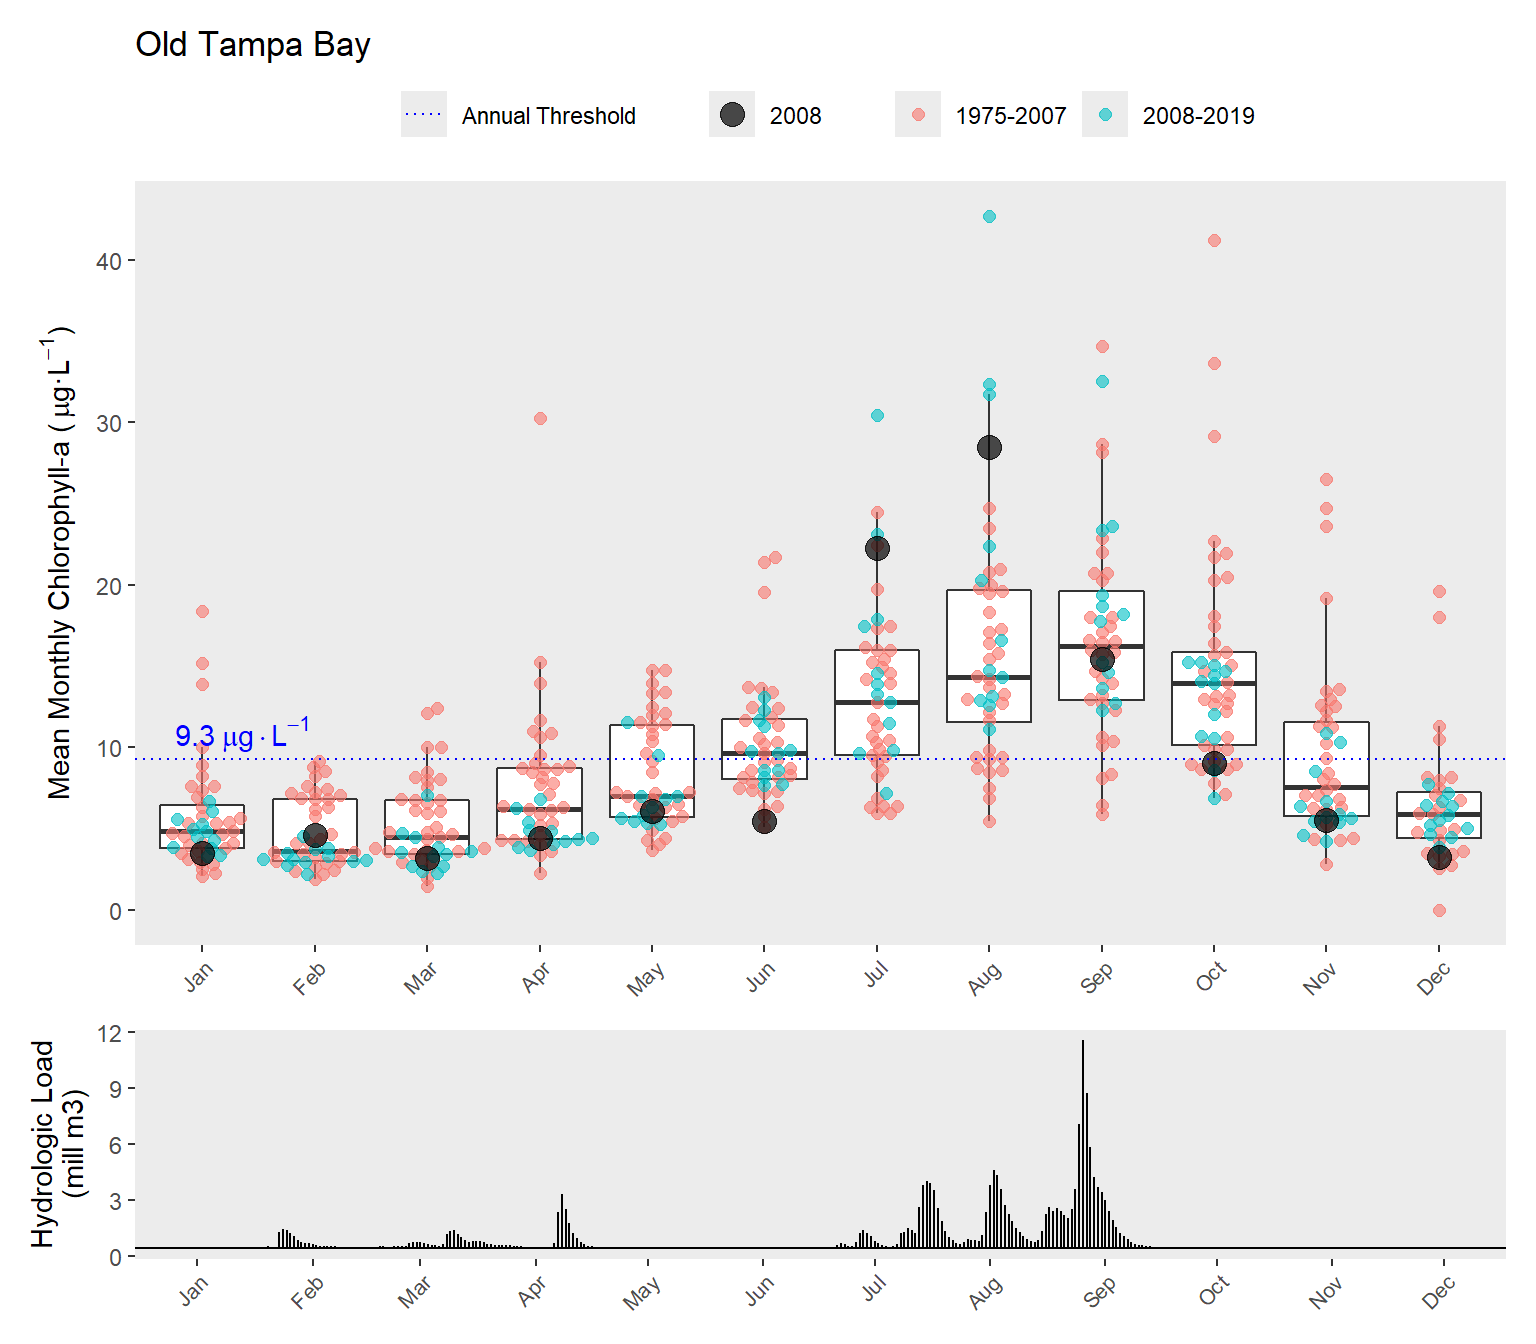 Old Tampa Bay
Annual Threshold 2008 1975-2007 2008-2019
Mean Monthly Chlorophyll-a ( μg·L⁻¹)
40
30
20
10
0
9.3 μg·L⁻¹
Jan Feb Mar Apr May Jun Jul Aug Sep Oct Nov Dec
Hydrologic Load
(mill m3)
12
9
6
3
0
Jan Feb Mar Apr May Jun Jul Aug Sep Oct Nov Dec